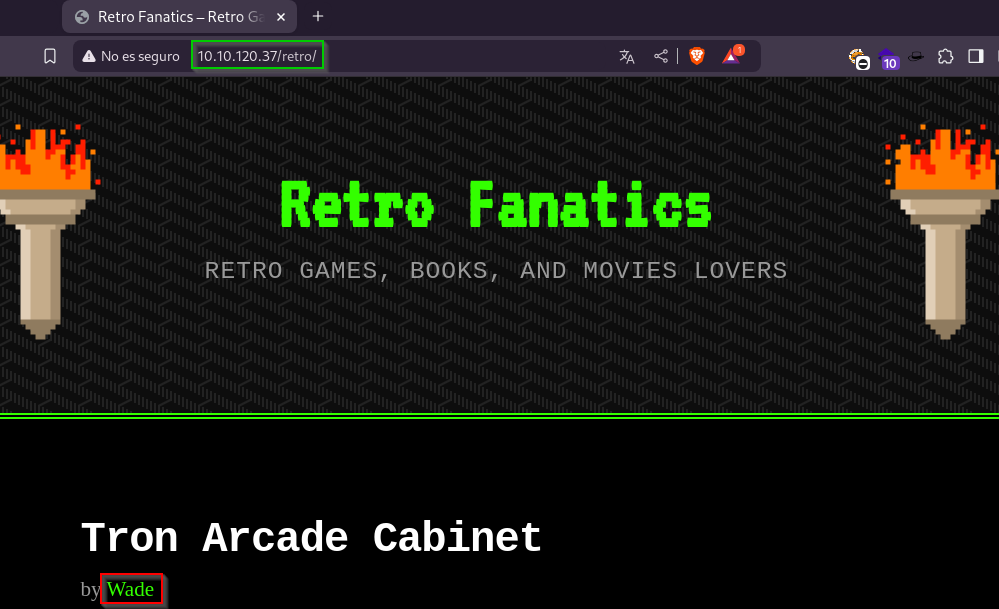 Retro Fanatics – Retro Ga
No es seguro
10.10.120.37/retro/
1
10
Retro Fanatics
RETRO GAMES, BOOKS, AND MOVIES LOVERS
Tron Arcade Cabinet
by Wade